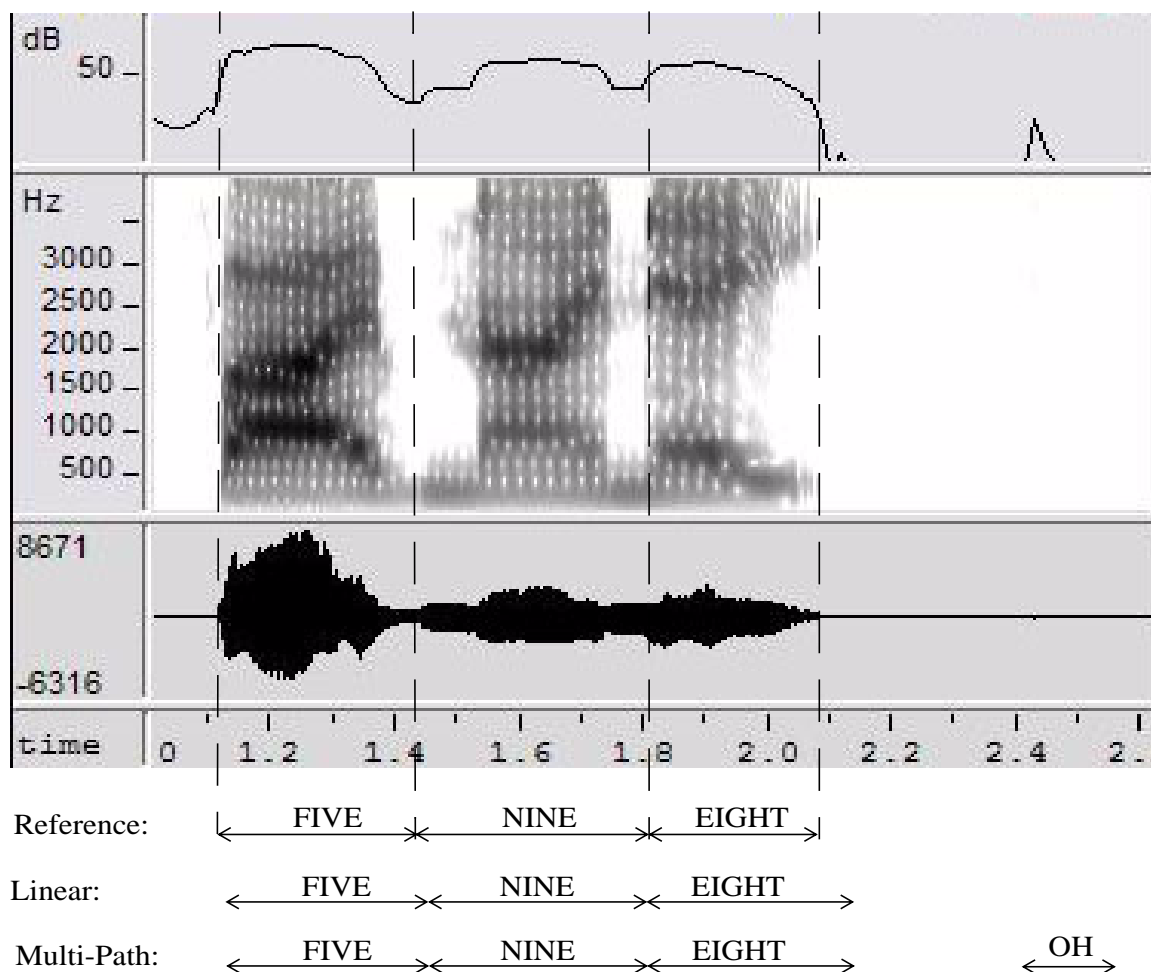 dB
50
Hz
3000
2500
2000
1500
1000
500
8671
-6316
time 0 1.2 1.4 1.6 1.8 2.0 2.2 2.4 2.
Reference: FIVE NINE EIGHT
Linear: FIVE NINE EIGHT
Multi-Path: FIVE NINE EIGHT OH